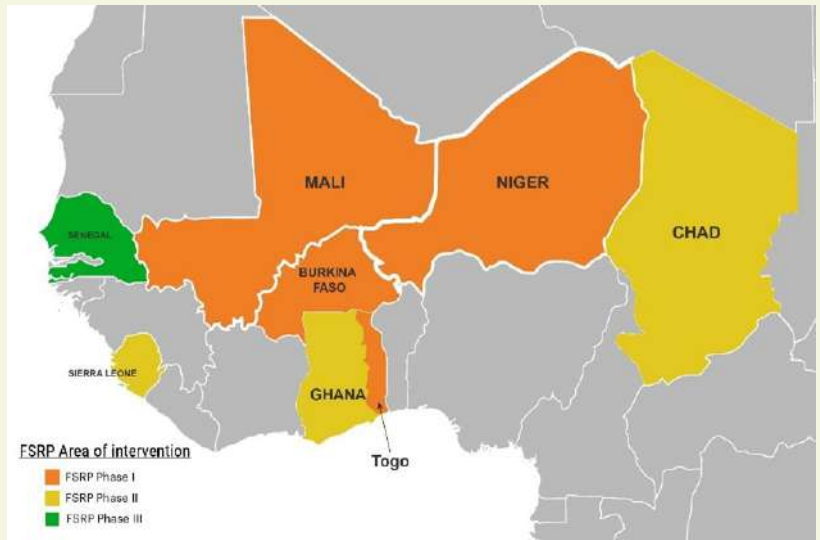 MALI
NIGER
CHAD
SENEGAL
BURKINA
FASO
SIERRA LEONE
GHANA
Togo
FSRP Area of intervention
FSRP Phase I
FSRP Phase II
FSRP Phase III